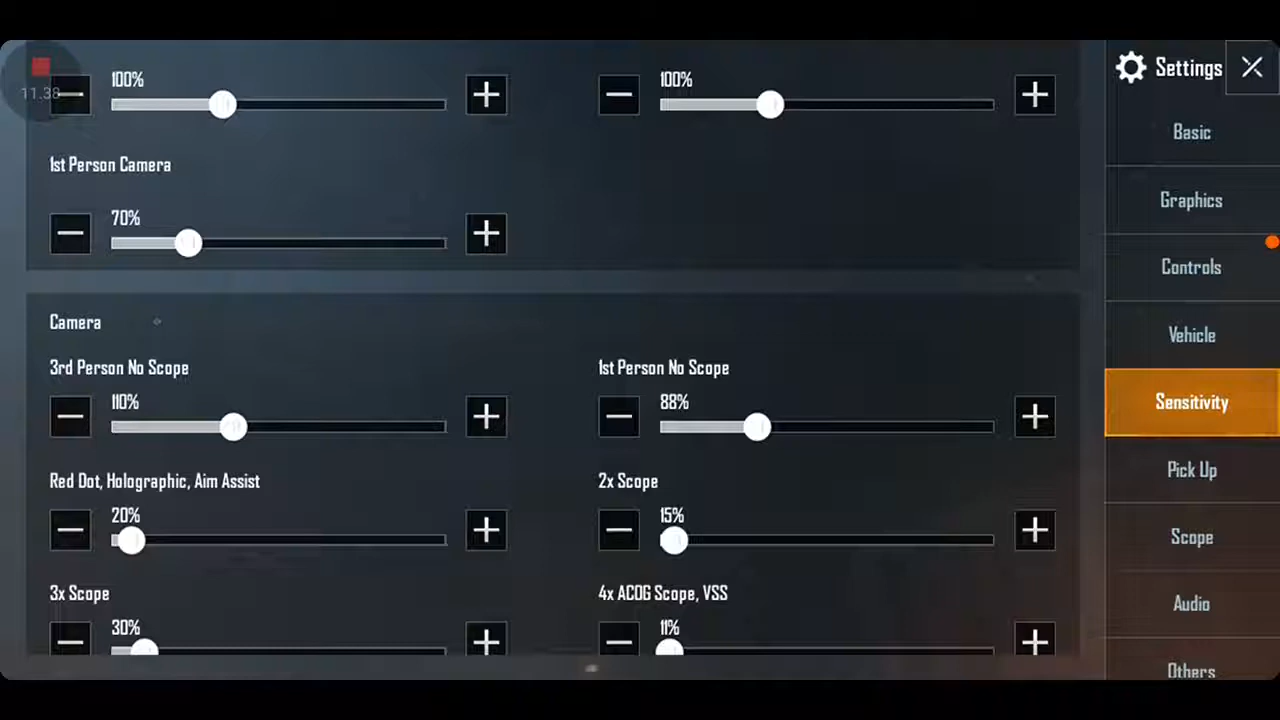 11.38
100%
100%
Settings
1st Person Camera
70%
Camera
3rd Person No Scope
1st Person No Scope
110%
88%
Red Dot, Holographic, Aim Assist
2x Scope
20%
15%
3x Scope
4x ACOG Scope, VSS
30%
11%
Basic
Graphics
Controls
Vehicle
Sensitivity
Pick Up
Scope
Audio
Others